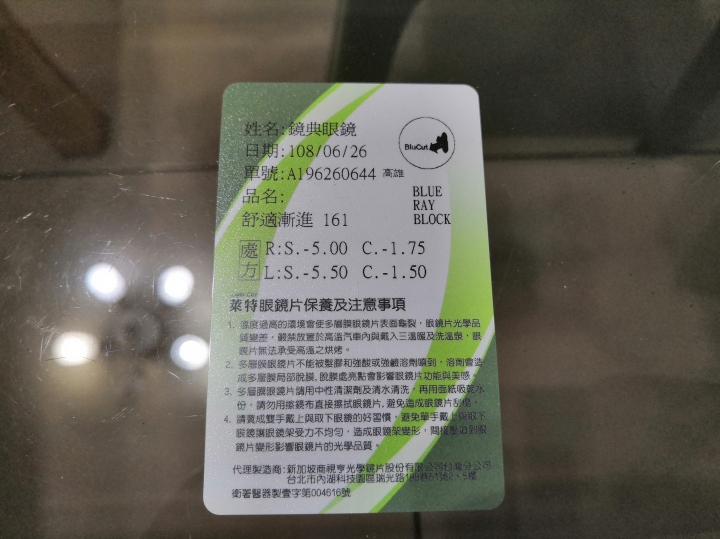 姓名:鏡典眼鏡
BluCut
日期:108/06/26
單號:A196260644 高雄
品名:
BLUE
RAY
BLOCK
舒適漸進 161
處方
R:S.-5.00 C.-1.75
L:S.-5.50 C.-1.50
萊特眼鏡片保養及注意事項
1. 溫度過高的環境會使多層膜眼鏡片表面龜裂，眼鏡片光學品
質變差，嚴禁放置於高溫汽車內與戴入三溫暖及洗溫泉，眼
鏡片無法承受高溫之烘烤。
2. 多層膜眼鏡片不能被髮膠和強酸或強鹼溶劑噴到，溶劑會造
成多層膜局部脫膜，脫膜處亮點會影響眼鏡片功能與美感。
3. 多層膜眼鏡片請用中性清潔劑及清水清洗，再用面紙吸乾水
份，請勿用擦鏡布直接擦拭眼鏡片，避免造成眼鏡片刮傷。
4. 請養成雙手戴上與取下眼鏡的好習慣，避免單手戴上與取下
眼鏡讓眼鏡架受力不均勻，造成眼鏡架變形，間接壓迫到眼
鏡片變形影響眼鏡片的光學品質。
代理製造商:新加坡商視亨光學鏡片股份有限公司台灣分公司
台北市內湖科技園區瑞光路
衛署醫器製壹字第004616號